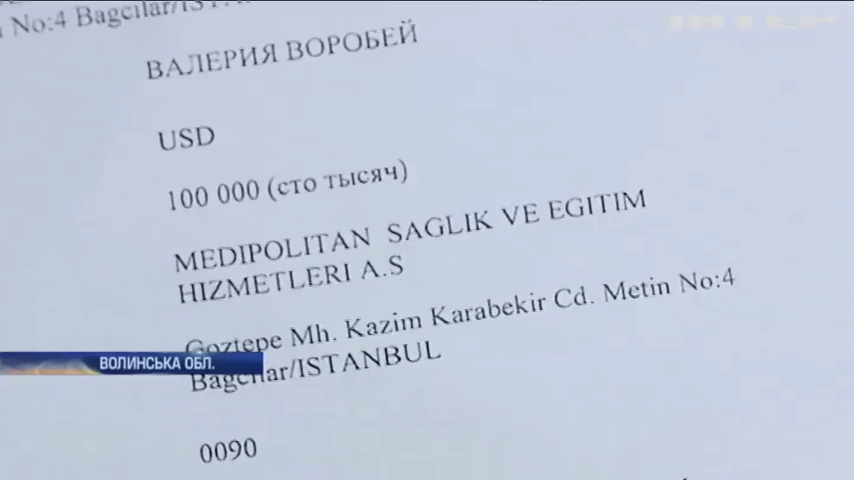 No:4 Bagcilar/IST
ВАЛЕРИЯ ВОРОБЕЙ
USD
100 000 (сто тысяч)
MEDIPOLITAN SAGLIK VE EGITIM
HIZMETLERI A.S
Goztepe Mh. Kazim Karabekir Cd. Metin No:4
Bagcilar/ISTANBUL
ВОЛИНСЬКА ОБЛ.
0090